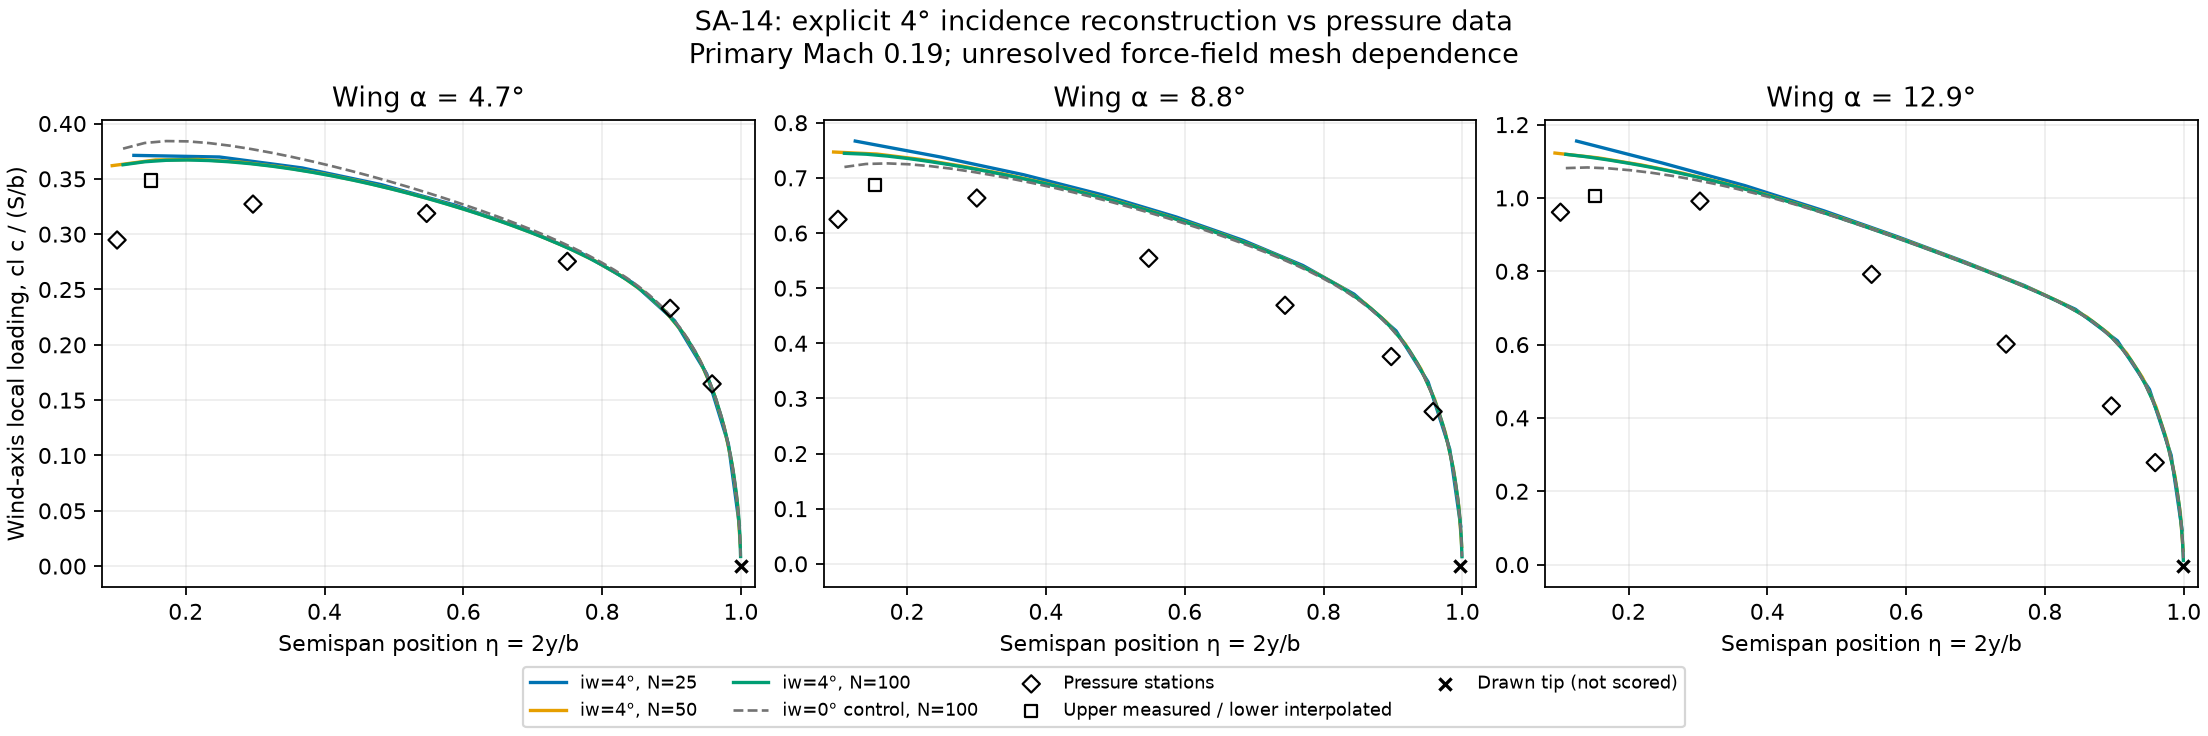 SA-14: explicit 4° incidence reconstruction vs pressure data
Primary Mach 0.19; unresolved force-field mesh dependence
Wing α = 4.7°
Wing α = 8.8°
Wing α = 12.9°
Wind-axis local loading, cl c / (S/b)
0.40
0.35
0.30
0.25
0.20
0.15
0.10
0.05
0.00
0.2 0.4 0.6 0.8 1.0
Semispan position η = 2y/b
0.8
0.7
0.6
0.5
0.4
0.3
0.2
0.1
0.0
0.2 0.4 0.6 0.8 1.0
Semispan position η = 2y/b
1.2
1.0
0.8
0.6
0.4
0.2
0.0
0.2 0.4 0.6 0.8 1.0
Semispan position η = 2y/b
iw=4°, N=25
iw=4°, N=50
iw=4°, N=100
iw=0° control, N=100
Pressure stations
Upper measured / lower interpolated
Drawn tip (not scored)